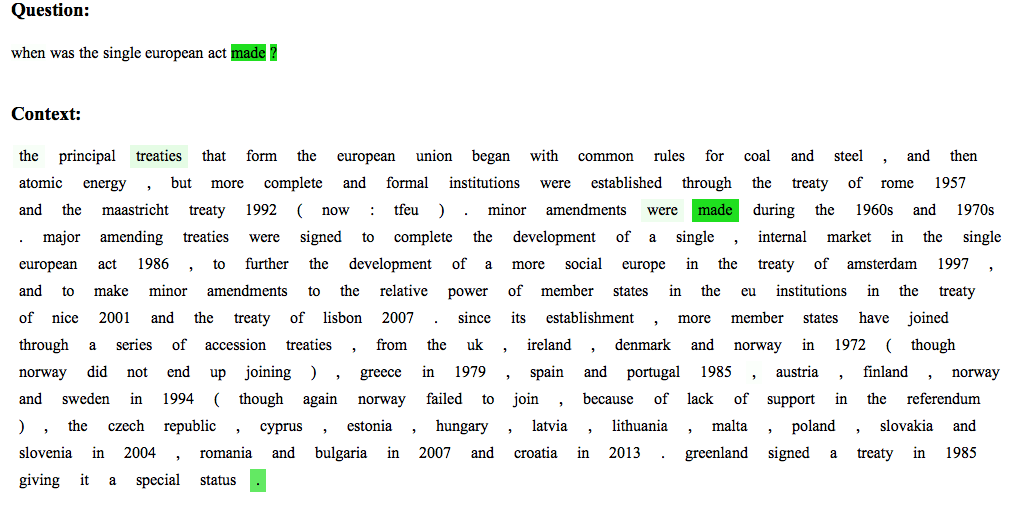 Question:
when was the single european act made ?
Context:
the principal treaties that form the european union began with common rules for coal and steel , and then
atomic energy , but more complete and formal institutions were established through the treaty of rome 1957
and the maastricht treaty 1992 ( now : tfeu ) . minor amendments were made during the 1960s and 1970s
. major amending treaties were signed to complete the development of a single , internal market in the single
european act 1986 , to further the development of a more social europe in the treaty of amsterdam 1997 ,
and to make minor amendments to the relative power of member states in the eu institutions in the treaty
of nice 2001 and the treaty of lisbon 2007 . since its establishment , more member states have joined
through a series of accession treaties , from the uk , ireland , denmark and norway in 1972 ( though
norway did not end up joining ) , greece in 1979 , spain and portugal 1985 , austria , finland , norway
and sweden in 1994 ( though again norway failed to join , because of lack of support in the referendum
) , the czech republic , cyprus , estonia , hungary , latvia , lithuania , malta , poland , slovakia and
slovenia in 2004 , romania and bulgaria in 2007 and croatia in 2013 . greenland signed a treaty in 1985
giving it a special status .